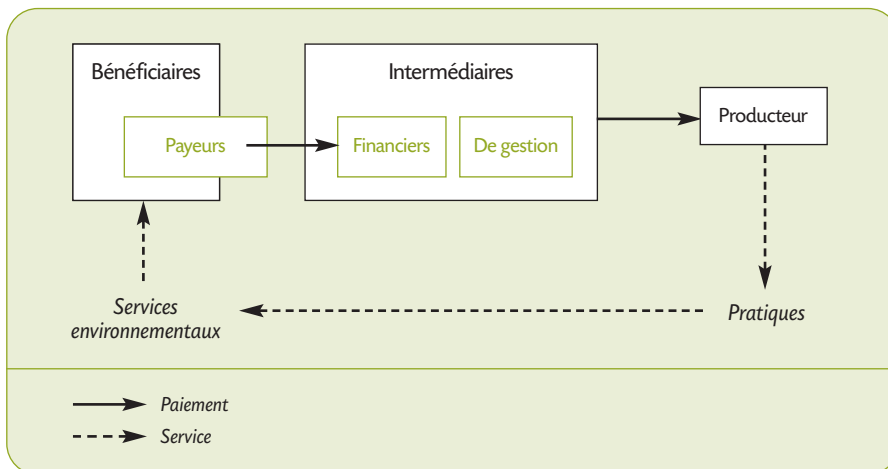 Bénéficiaires
Intermédiaires
Payeurs
Financiers
De gestion
Producteur
Services
environnementaux
Pratiques
Paiement
Service